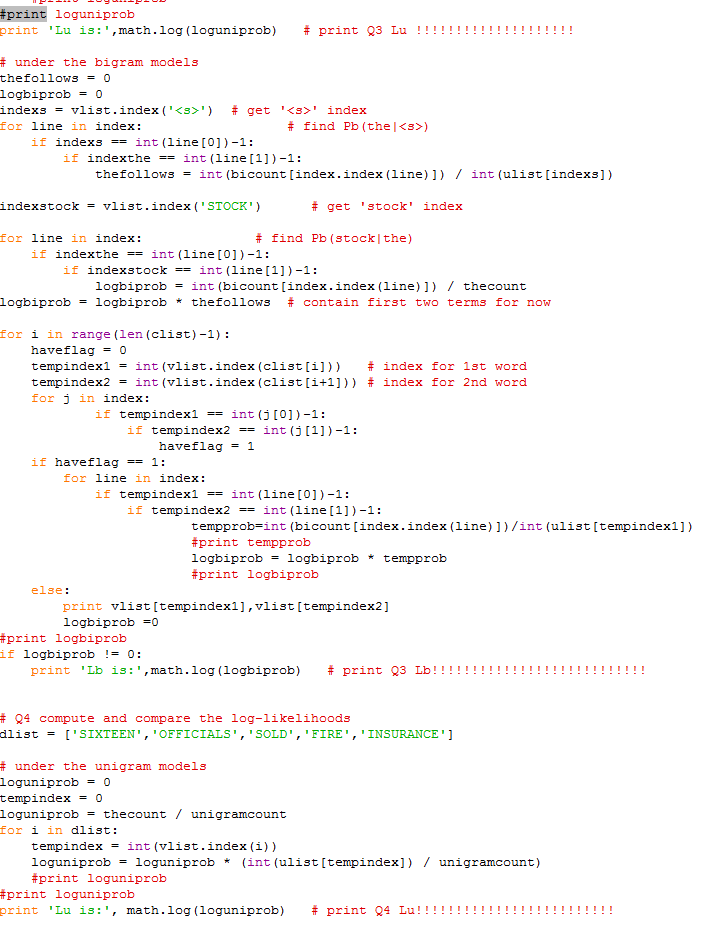 #print loguniprob
#print loguniprob
print 'Lu is:',math.log(loguniprob)   # print Q3 Lu !!!!!!!!!!!!!!!!!!!!

# under the bigram models
thefollows = 0
logbiprob = 0
indexs = vlist.index('<s>')  # get '<s>' index
for line in index:                  # find Pb(the|<s>)
    if indexs == int(line[0])-1:
        if indexthe == int(line[1])-1:
            thefollows = int(bicount[index.index(line)]) / int(ulist[indexs])

indexstock = vlist.index('STOCK')      # get 'stock' index

for line in index:              # find Pb(stock|the)
    if indexthe == int(line[0])-1:
        if indexstock == int(line[1])-1:
            logbiprob = int(bicount[index.index(line)]) / thecount
logbiprob = logbiprob * thefollows  # contain first two terms for now

for i in range(len(clist)-1):
    haveflag = 0
    tempindex1 = int(vlist.index(clist[i]))   # index for 1st word
    tempindex2 = int(vlist.index(clist[i+1])) # index for 2nd word
    for j in index:
            if tempindex1 == int(j[0])-1:
                if tempindex2 == int(j[1])-1:
                    haveflag = 1
    if haveflag == 1:
        for line in index:
            if tempindex1 == int(line[0])-1:
                if tempindex2 == int(line[1])-1:
                        tempprob=int(bicount[index.index(line)])/int(ulist[tempindex1])
                        #print tempprob
                        logbiprob = logbiprob * tempprob
                        #print logbiprob
    else:
        print vlist[tempindex1],vlist[tempindex2]
        logbiprob =0
#print logbiprob
if logbiprob != 0:
    print 'Lb is:',math.log(logbiprob)   # print Q3 Lb!!!!!!!!!!!!!!!!!!!!!!!!!!!

# Q4 compute and compare the log-likelihoods
dlist = ['SIXTEEN','OFFICIALS','SOLD','FIRE','INSURANCE']

# under the unigram models
loguniprob = 0
tempindex = 0
loguniprob = thecount / unigramcount
for i in dlist:
    tempindex = int(vlist.index(i))
    loguniprob = loguniprob * (int(ulist[tempindex]) / unigramcount)
    #print loguniprob
#print loguniprob
print 'Lu is:', math.log(loguniprob)   # print Q4 Lu!!!!!!!!!!!!!!!!!!!!!!!!!